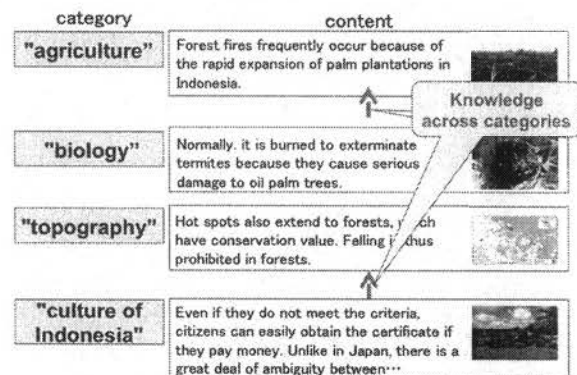 category
content
"agriculture"
Forest fires frequently occur because of
the rapid expansion of palm plantations in
Indonesia.
Knowledge
across categories
"biology"
Normally. it is burned to exterminate
termites because they cause serious
damage to oil palm trees.
"topography"
Hot spots also extend to forests,
have conservation value. Felling is thus
prohibited in forests.
"culture of
Indonesia"
Even if they do not meet the criteria,
citizens can easily obtain the certificate if
they pay money. Unlike in Japan, there is a
great deal of ambiguity between…